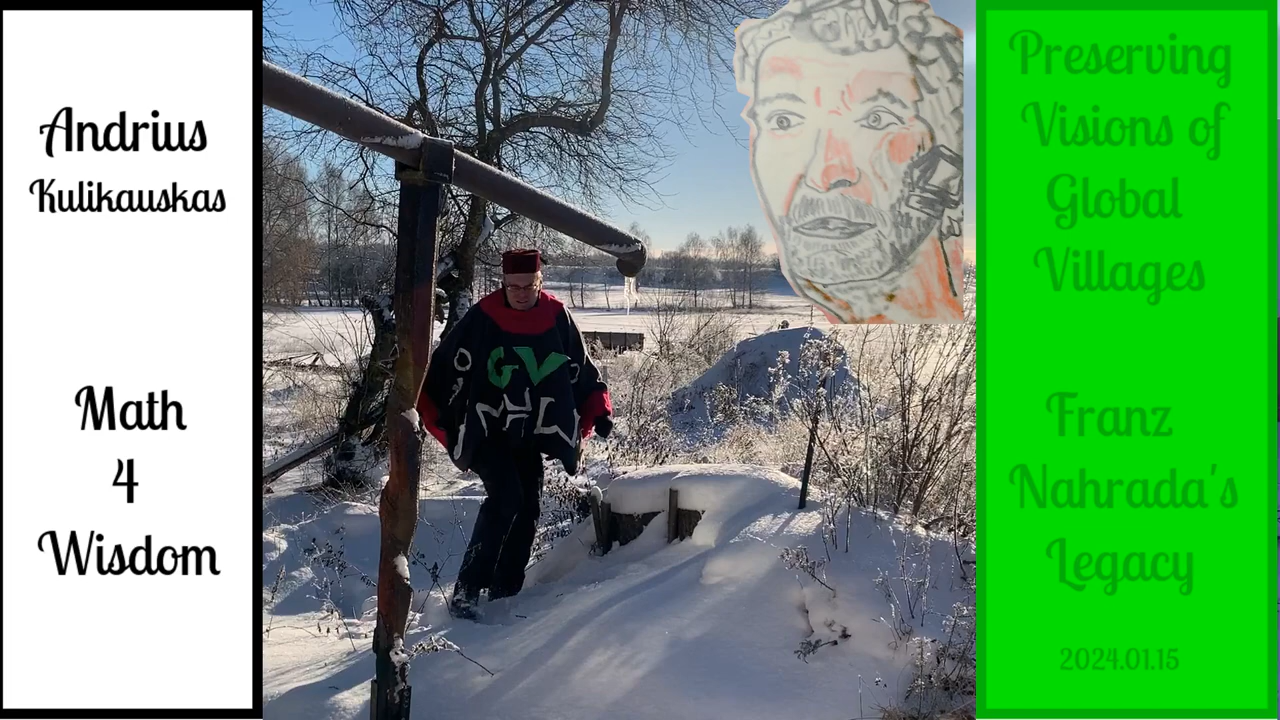 Andrius
Kulikauskas
Math
4
Wisdom
GV
Preserving
Visions of
Global
Villages
Franz
Nahrada's
Legacy
2024.01.15